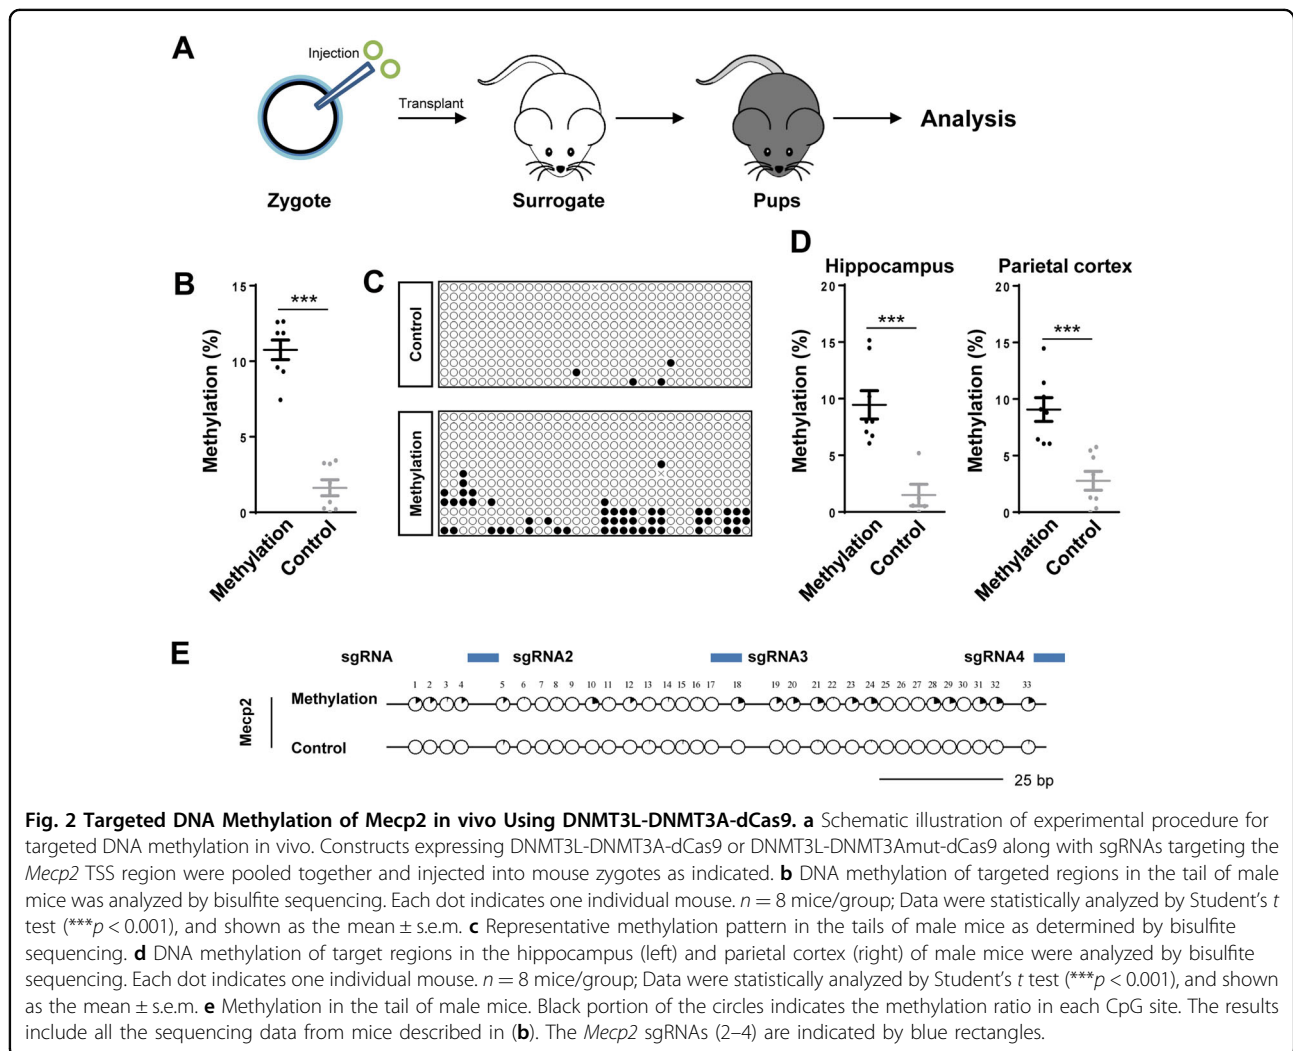 A
Injection
Transplant
Analysis
Zygote
Surrogate
Pups
B
Methylation (%)
15
10
5
0
***
Methylation
Control
C
Control
Methylation
D
Hippocampus
Methylation (%)
20
15
10
5
0
***
Methylation
Control
Parietal cortex
Methylation (%)
20
15
10
5
0
***
Methylation
Control
E
sgRNA
sgRNA2
sgRNA3
sgRNA4
1 2 3 4 5 6 7 8 9 10 11 12 13 14 15 16 17 18 19 20 21 22 23 24 25 26 27 28 29 30 31 32 33
Mecp2
Methylation
Control
25 bp
Fig. 2 Targeted DNA Methylation of Mecp2 in vivo Using DNMT3L-DNMT3A-dCas9. a Schematic illustration of experimental procedure for
targeted DNA methylation in vivo. Constructs expressing DNMT3L-DNMT3A-dCas9 or DNMT3L-DNMT3Amut-dCas9 along with sgRNAs targeting the
Mecp2 TSS region were pooled together and injected into mouse zygotes as indicated. b DNA methylation of targeted regions in the tail of male
mice was analyzed by bisulfite sequencing. Each dot indicates one individual mouse. n = 8 mice/group; Data were statistically analyzed by Student's t
test (***p < 0.001), and shown as the mean ± s.e.m. c Representative methylation pattern in the tails of male mice as determined by bisulfite
sequencing. d DNA methylation of target regions in the hippocampus (left) and parietal cortex (right) of male mice were analyzed by bisulfite
sequencing. Each dot indicates one individual mouse. n = 8 mice/group; Data were statistically analyzed by Student's t test (***p < 0.001), and shown
as the mean ± s.e.m. e Methylation in the tail of male mice. Black portion of the circles indicates the methylation ratio in each CpG site. The results
include all the sequencing data from mice described in (b). The Mecp2 sgRNAs (2–4) are indicated by blue rectangles.